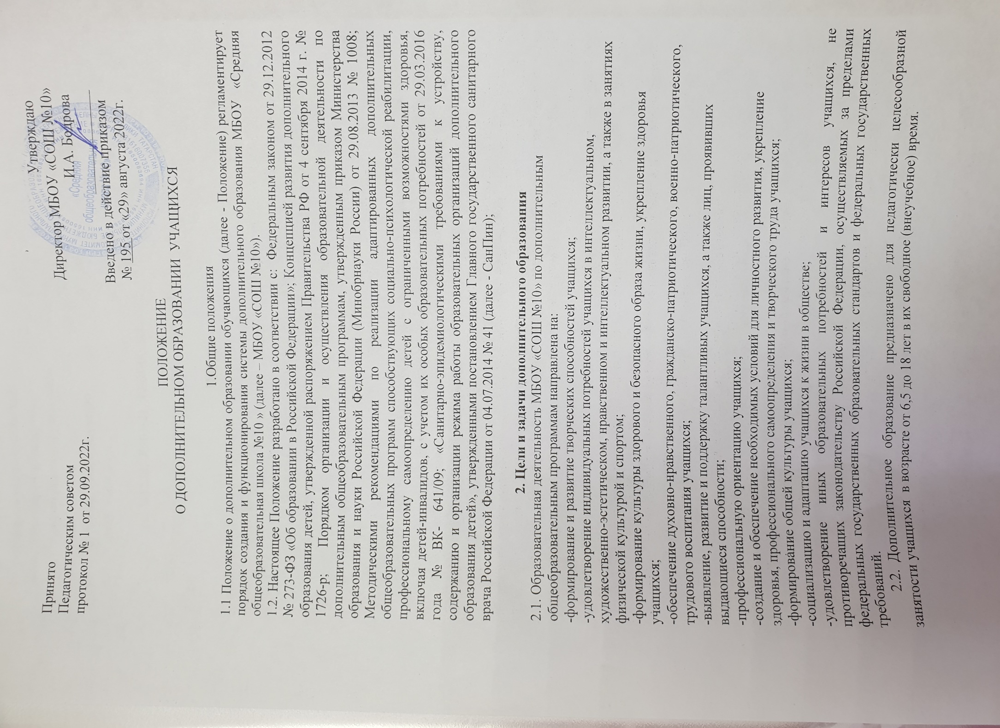 Принято
Педагогическим советом
протокол № 1 от 29.09.2022г.
Утверждаю
Директор МБОУ «СОШ №10»
И.А. Бодрова
Введено в действие приказом
№ 195 от «29» августа 2022г.
ПОЛОЖЕНИЕ
О ДОПОЛНИТЕЛЬНОМ ОБРАЗОВАНИИ УЧАЩИХСЯ
1.Общие положения
1.1 Положение о дополнительном образовании обучающихся (далее - Положение) регламентирует
порядок создания и функционирования системы дополнительного образования МБОУ «Средняя
общеобразовательная школа №10 » (далее – МБОУ «СОШ №10»).
1.2. Настоящее Положение разработано в соответствии с: Федеральным законом от 29.12.2012
№ 273-ФЗ «Об образовании в Российской Федерации»; Концепцией развития дополнительного
образования детей, утвержденной распоряжением Правительства РФ от 4 сентября 2014 г. №
1726-р; Порядком организации и осуществления образовательной деятельности по
дополнительным общеобразовательным программам, утвержденным приказом Министерства
образования и науки Российской Федерации (Минобрнауки России) от 29.08.2013 № 1008;
Методическими рекомендациями по реализации адаптированных дополнительных
общеобразовательных программ способствующих социально-психологической реабилитации,
профессиональному самоопределению детей с ограниченными возможностями здоровья,
включая детей-инвалидов, с учетом их особых образовательных потребностей от 29.03.2016
года № ВК- 641/09; «Санитарно-эпидемиологическими требованиями к устройству,
содержанию и организации режима работы образовательных организаций дополнительного
образования детей», утвержденными постановлением Главного государственного санитарного
врача Российской Федерации от 04.07.2014 № 41 (далее - СанПин);
2. Цели и задачи дополнительного образования
2.1. Образовательная деятельность МБОУ «СОШ №10» по дополнительным
общеобразовательным программам направлена на:
-формирование и развитие творческих способностей учащихся;
-удовлетворение индивидуальных потребностей учащихся в интеллектуальном,
художественно-эстетическом, нравственном и интеллектуальном развитии, а также в занятиях
физической культурой и спортом;
-формирование культуры здорового и безопасного образа жизни, укрепление здоровья
учащихся;
-обеспечение духовно-нравственного, гражданско-патриотического, военно-патриотического,
трудового воспитания учащихся;
-выявление, развитие и поддержку талантливых учащихся, а также лиц, проявивших
выдающиеся способности;
-профессиональную ориентацию учащихся;
-создание и обеспечение необходимых условий для личностного развития, укрепление
здоровья, профессионального самоопределения и творческого труда учащихся;
-формирование общей культуры учащихся;
-социализацию и адаптацию учащихся к жизни в обществе;
-удовлетворение иных образовательных потребностей и интересов учащихся, не
противоречащих законодательству Российской Федерации, осуществляемых за пределами
федеральных государственных образовательных стандартов и федеральных государственных
требований.
2.2. Дополнительное образование предназначено для педагогически целесообразной
занятости учащихся в возрасте от 6,5 до 18 лет в их свободное (внеучебное) время.